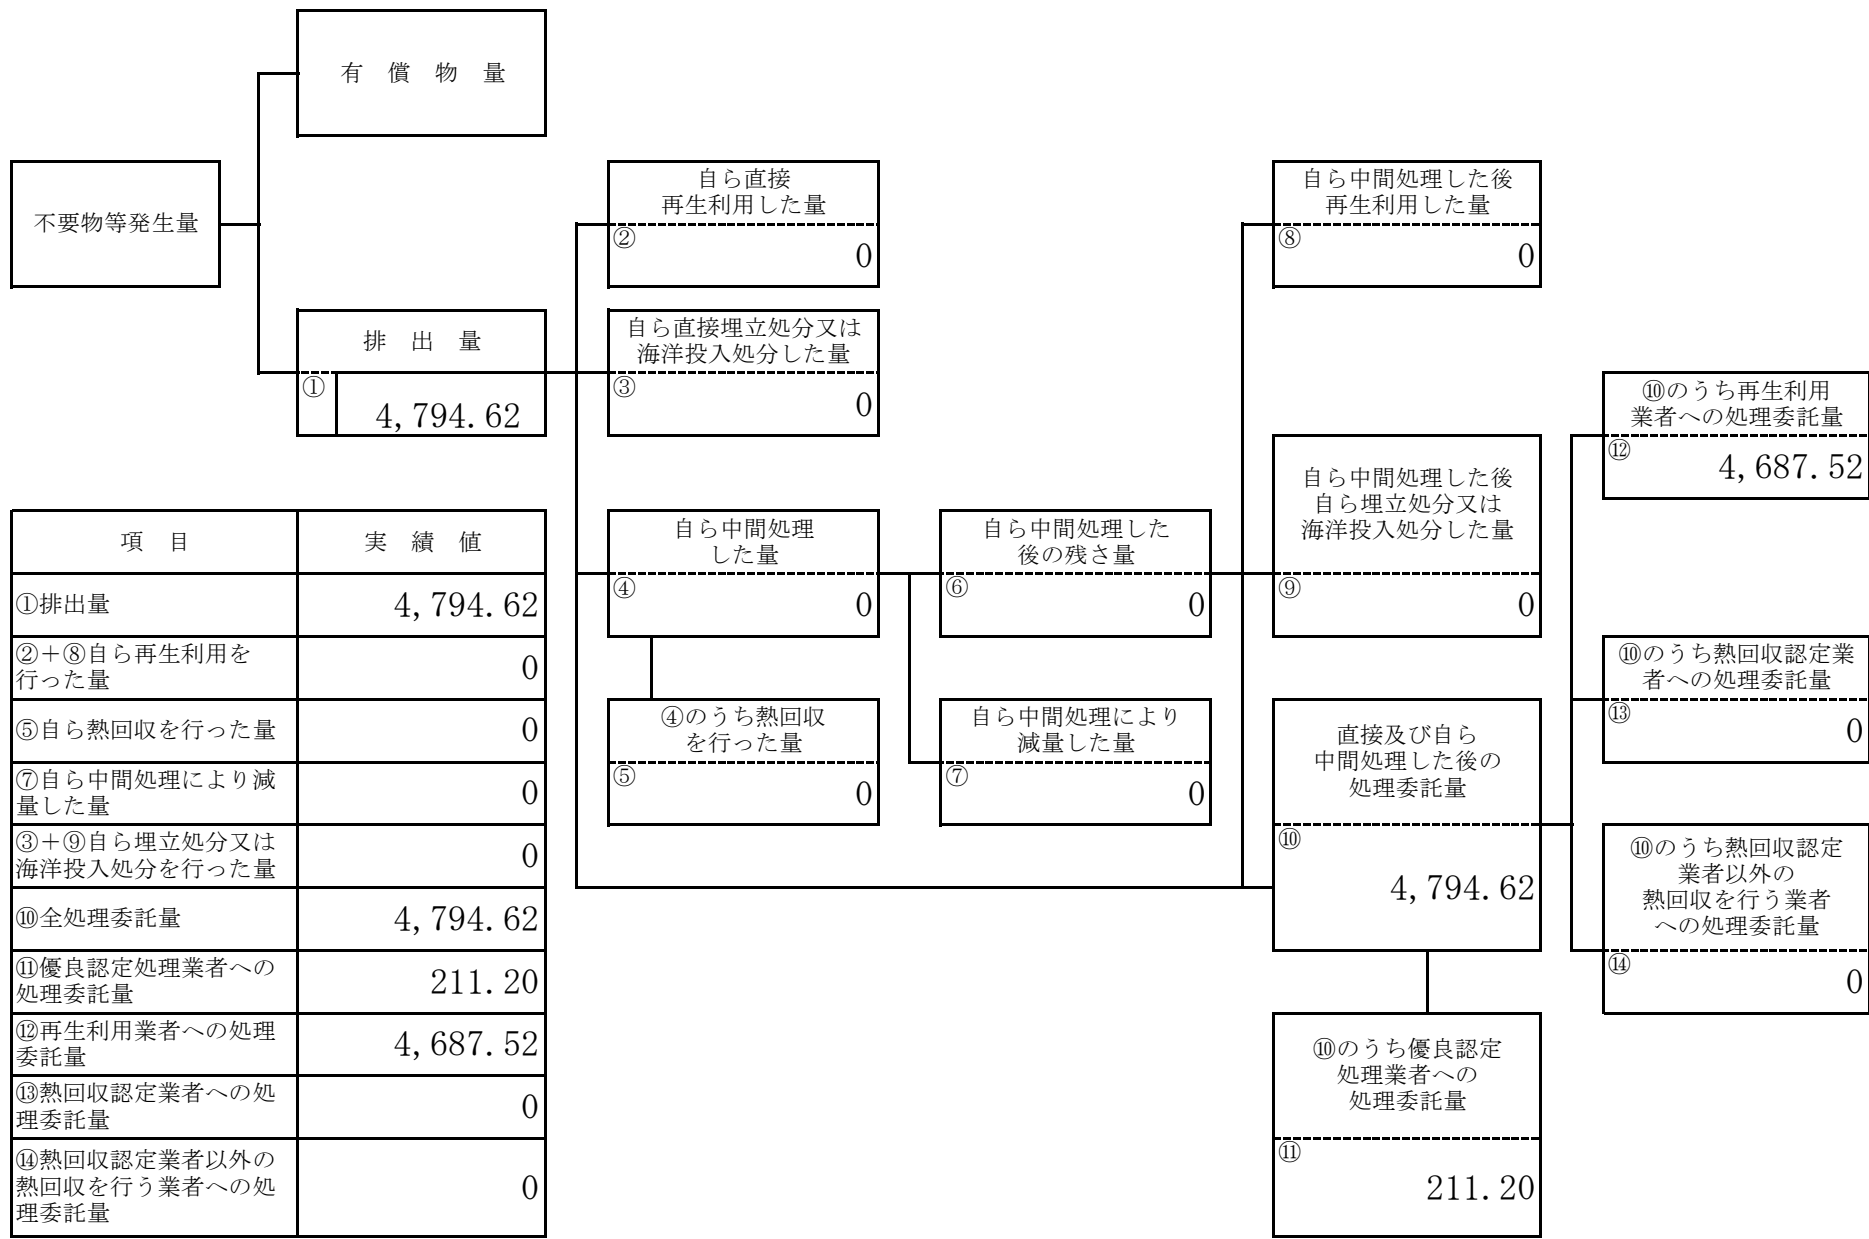 有 償 物 量
不要物等発生量
排 出 量
①
4,794.62
自ら直接
再生利用した量
②
0
自ら直接埋立処分又は
海洋投入処分した量
③
0
自ら中間処理
した量
④
0
④のうち熱回収
を行った量
⑤
0
自ら中間処理した
後の残さ量
⑥
0
自ら中間処理により
減量した量
⑦
0
自ら中間処理した後
再生利用した量
⑧
0
自ら中間処理した後
自ら埋立処分又は
海洋投入処分した量
⑨
0
直接及び自ら
中間処理した後の
処理委託量
⑩
4,794.62
⑩のうち優良認定
処理業者への
処理委託量
⑪
211.20
⑩のうち再生利用
業者への処理委託量
⑫
4,687.52
⑩のうち熱回収認定業
者への処理委託量
⑬
0
⑩のうち熱回収認定
業者以外の
熱回収を行う業者
への処理委託量
⑭
0
項 目 実 績 値
①排出量 4,794.62
②+⑧自ら再生利用を
行った量 0
⑤自ら熱回収を行った量 0
⑦自ら中間処理により減
量した量 0
③+⑨自ら埋立処分又は
海洋投入処分を行った量 0
⑩全処理委託量 4,794.62
⑪優良認定処理業者への
処理委託量 211.20
⑫再生利用業者への処理
委託量 4,687.52
⑬熱回収認定業者への処
理委託量 0
⑭熱回収認定業者以外の
熱回収を行う業者への処
理委託量 0